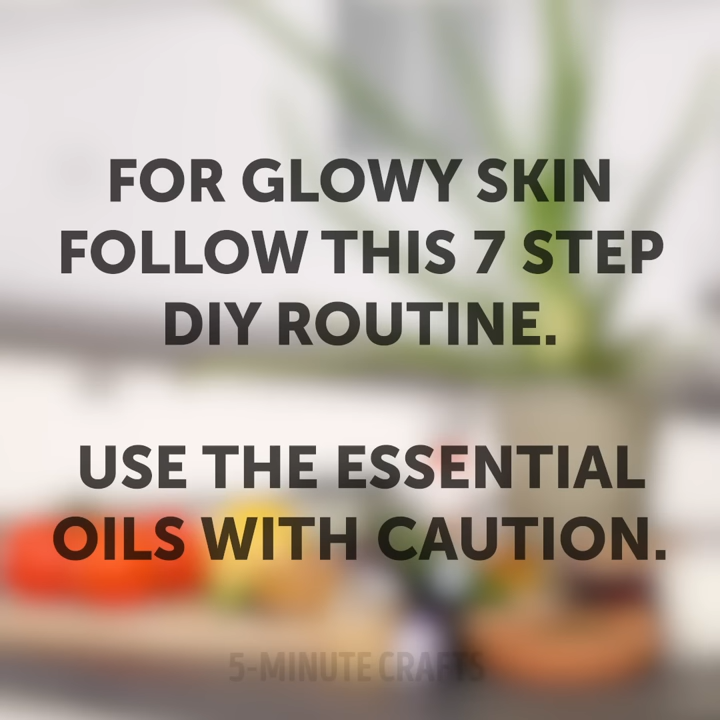 FOR GLOWY SKIN
FOLLOW THIS 7 STEP
DIY ROUTINE.
USE THE ESSENTIAL
OILS WITH CAUTION.
5-MINUTE CRAFTS